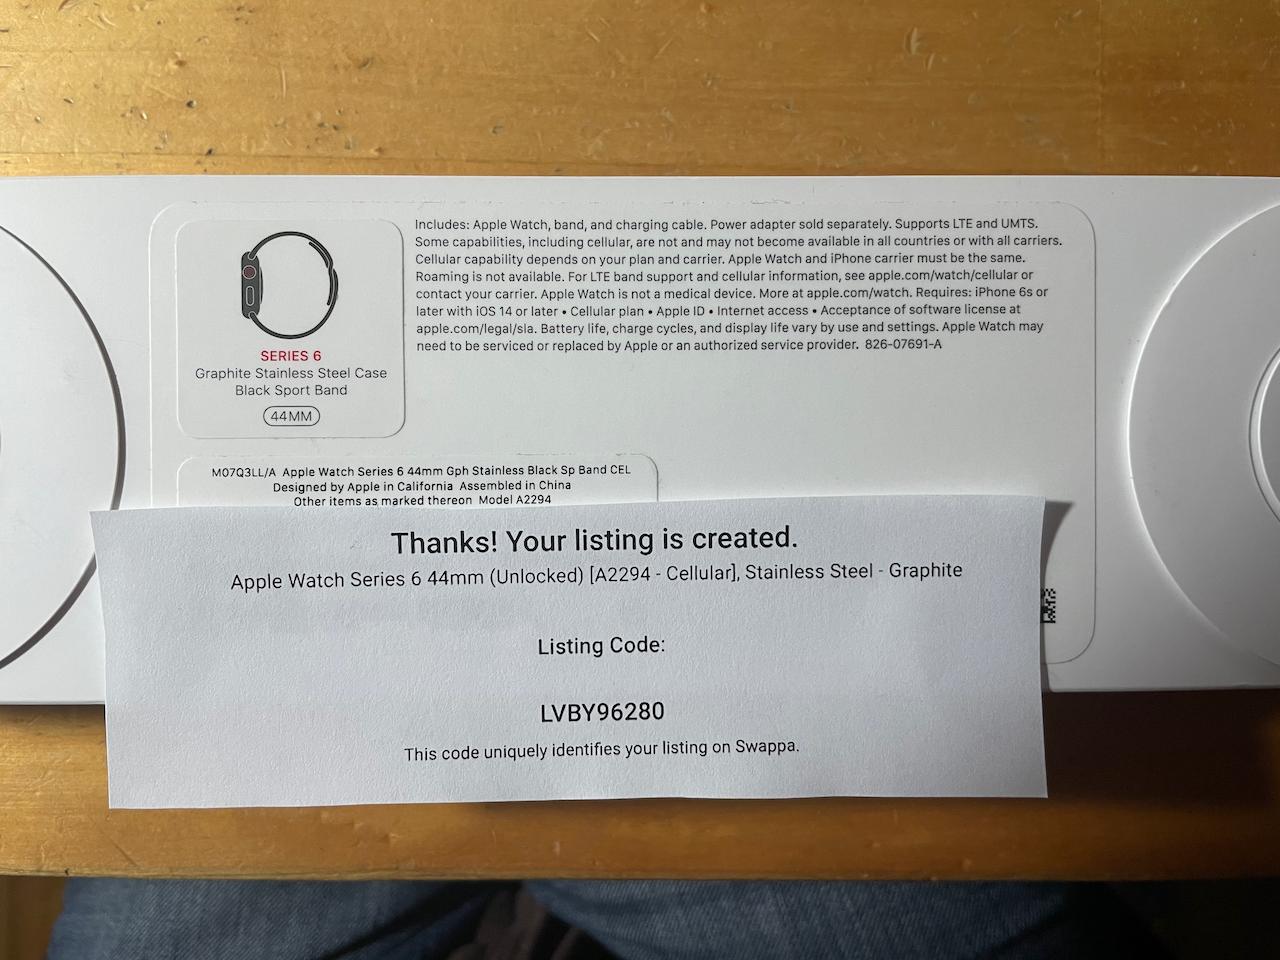 Includes: Apple Watch, band, and charging cable. Power adapter sold separately. Supports LTE and UMTS.
Some capabilities, including cellular, are not and may not become available in all countries or with all carriers.
Cellular capability depends on your plan and carrier. Apple Watch and iPhone carrier must be the same.
Roaming is not available. For LTE band support and cellular information, see apple.com/watch/cellular or
contact your carrier. Apple Watch is not a medical device. More at apple.com/watch. Requires: iPhone 6s or
later with iOS 14 or later • Cellular plan • Apple ID • Internet access • Acceptance of software license at
apple.com/legal/sla. Battery life, charge cycles, and display life vary by use and settings. Apple Watch may
need to be serviced or replaced by Apple or an authorized service provider. 826-07691-A
SERIES 6
Graphite Stainless Steel Case
Black Sport Band
44MM
M07Q3LL/A Apple Watch Series 6 44mm Gph Stainless Black Sp Band CEL
Designed by Apple in California Assembled in China
Other items as marked thereon Model A2294
Thanks! Your listing is created.
Apple Watch Series 6 44mm (Unlocked) [A2294 - Cellular], Stainless Steel - Graphite
Listing Code:
LVBY96280
This code uniquely identifies your listing on Swappa.